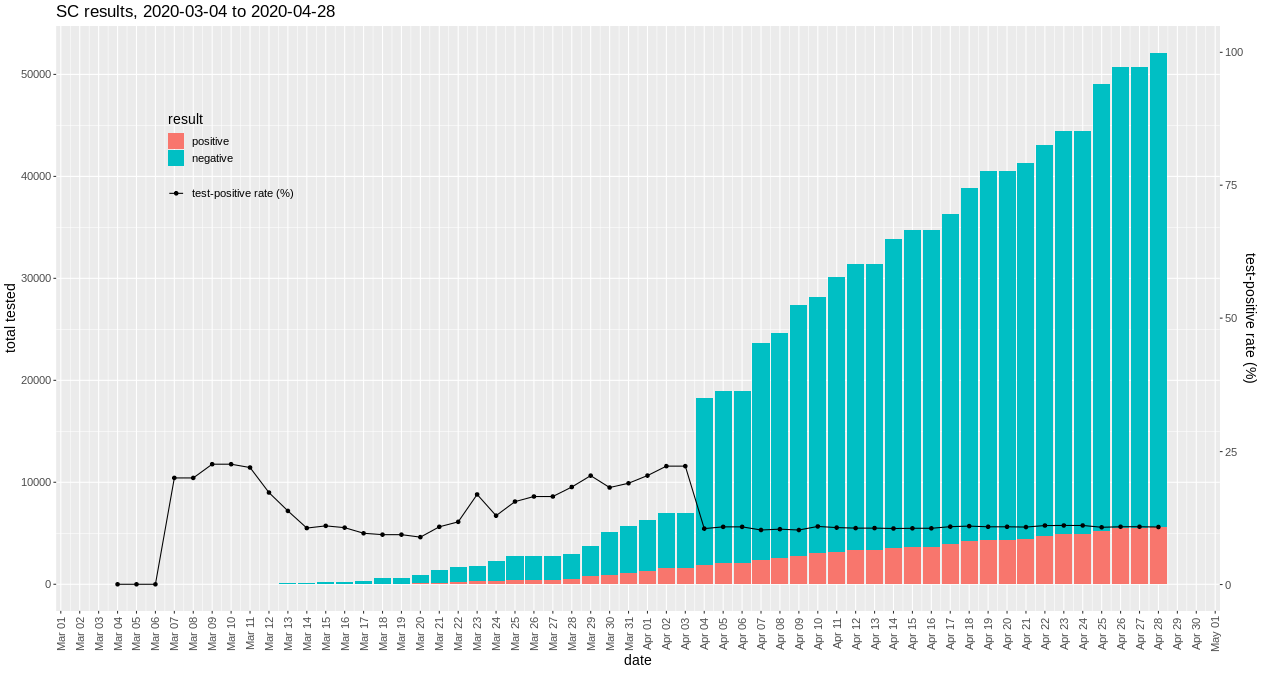 SC results, 2020-03-04 to 2020-04-28
total tested
50000
40000
30000
20000
10000
0
result
positive
negative
test-positive rate (%)
100
75
50
25
0
test-positive rate (%)
Mar 01
Mar 02
Mar 03
Mar 04
Mar 05
Mar 06
Mar 07
Mar 08
Mar 09
Mar 10
Mar 11
Mar 12
Mar 13
Mar 14
Mar 15
Mar 16
Mar 17
Mar 18
Mar 19
Mar 20
Mar 21
Mar 22
Mar 23
Mar 24
Mar 25
Mar 26
Mar 27
Mar 28
Mar 29
Mar 30
Mar 31
Apr 01
Apr 02
Apr 03
Apr 04
Apr 05
Apr 06
Apr 07
Apr 08
Apr 09
Apr 10
Apr 11
Apr 12
Apr 13
Apr 14
Apr 15
Apr 16
Apr 17
Apr 18
Apr 19
Apr 20
Apr 21
Apr 22
Apr 23
Apr 24
Apr 25
Apr 26
Apr 27
Apr 28
Apr 29
Apr 30
May 01
date